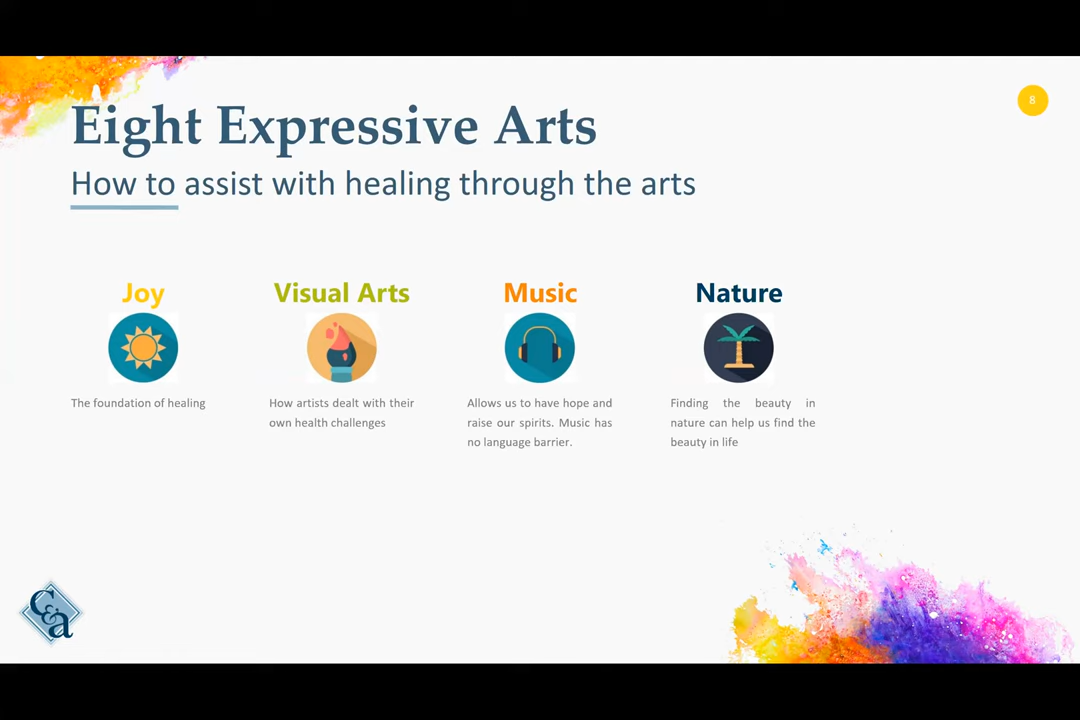 Eight Expressive Arts
8
How to assist with healing through the arts
Joy
The foundation of healing
Visual Arts
How artists dealt with their
own health challenges
Music
Allows us to have hope and
raise our spirits. Music has
no language barrier.
Nature
Finding the beauty in
nature can help us find the
beauty in life
C&a